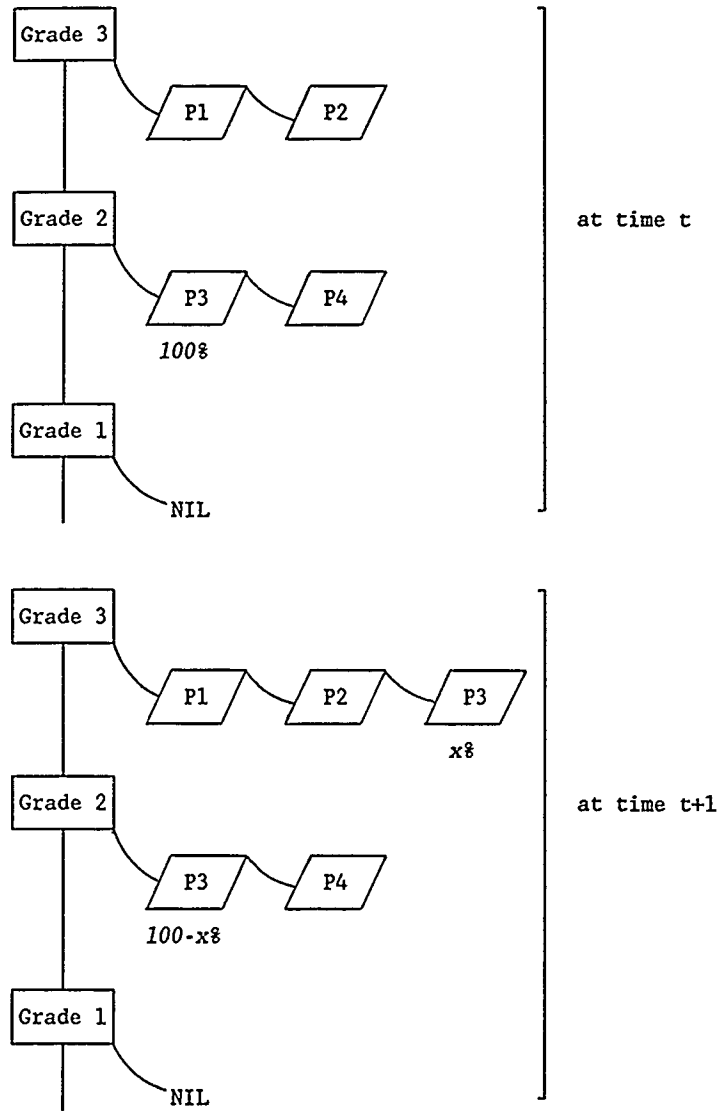 Grade 3
P1 P2
Grade 2
at time t
P3 P4
100%
Grade 1
NIL
Grade 3
P1 P2 P3
x%
Grade 2
at time t+1
P3 P4
100-x%
Grade 1
NIL